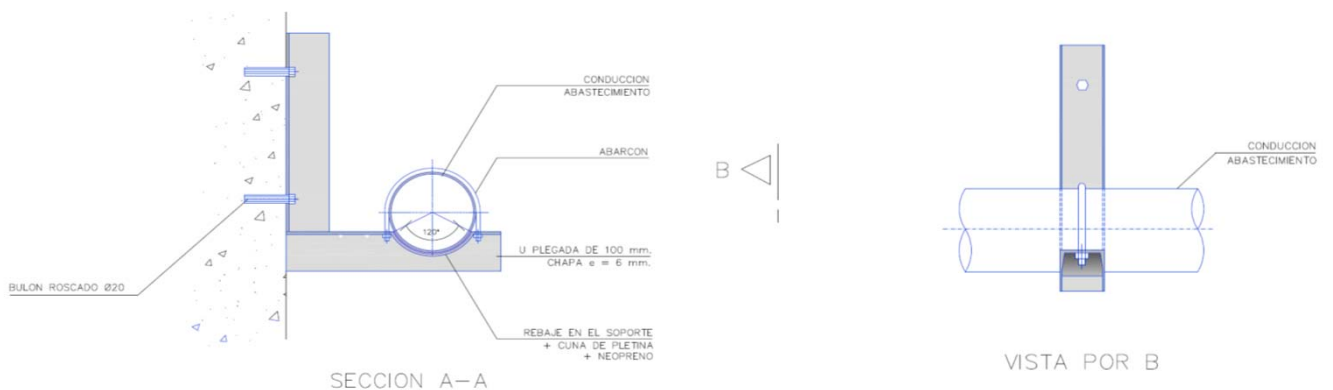 CONDUCCION
ABASTECIMIENTO
ABARCON
120°
U PLEGADA DE 100 mm.
CHAPA e = 6 mm.
BULON ROSCADO Ø20
REBAJE EN EL SOPORTE
+ CUNA DE PLETINA
+ NEOPRENO
SECCION A-A
B
CONDUCCION
ABASTECIMIENTO
VISTA POR B